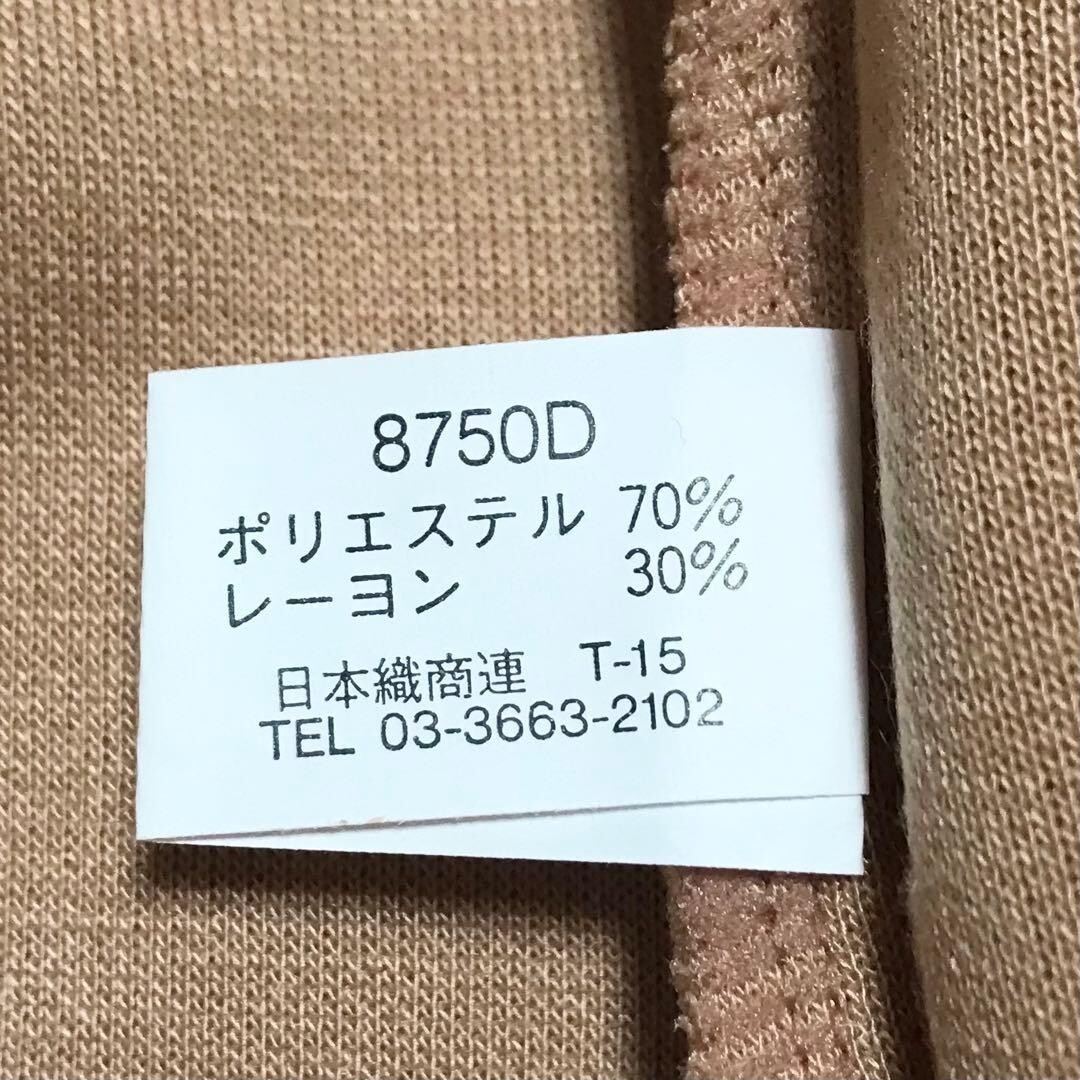 8750D
ポリエステル 70%
レーヨン 30%
日本織商連 T-15
TEL 03-3663-2102